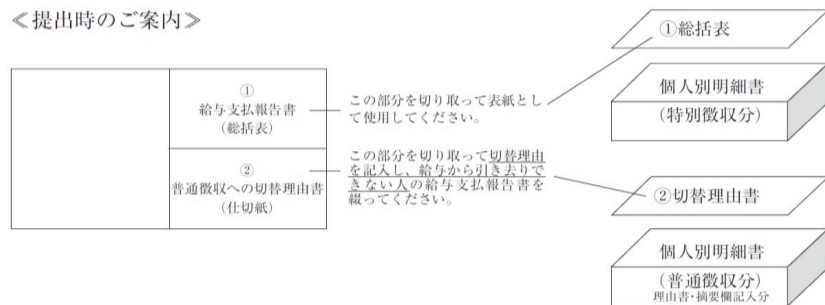 ≪提出時のご案内≫
①
給与支払報告書
（総括表）
②
普通徴収への切替理由書
（仕切紙）
この部分を切り取って表紙とし
て使用してください。
この部分を切り取って切替理由
を記入し、給与から引き去りで
きない人の給与支払報告書を
綴ってください。
①総括表
個人別明細書
（特別徴収分）
②切替理由書
個人別明細書
（普通徴収分）
理由書・摘要欄記入分